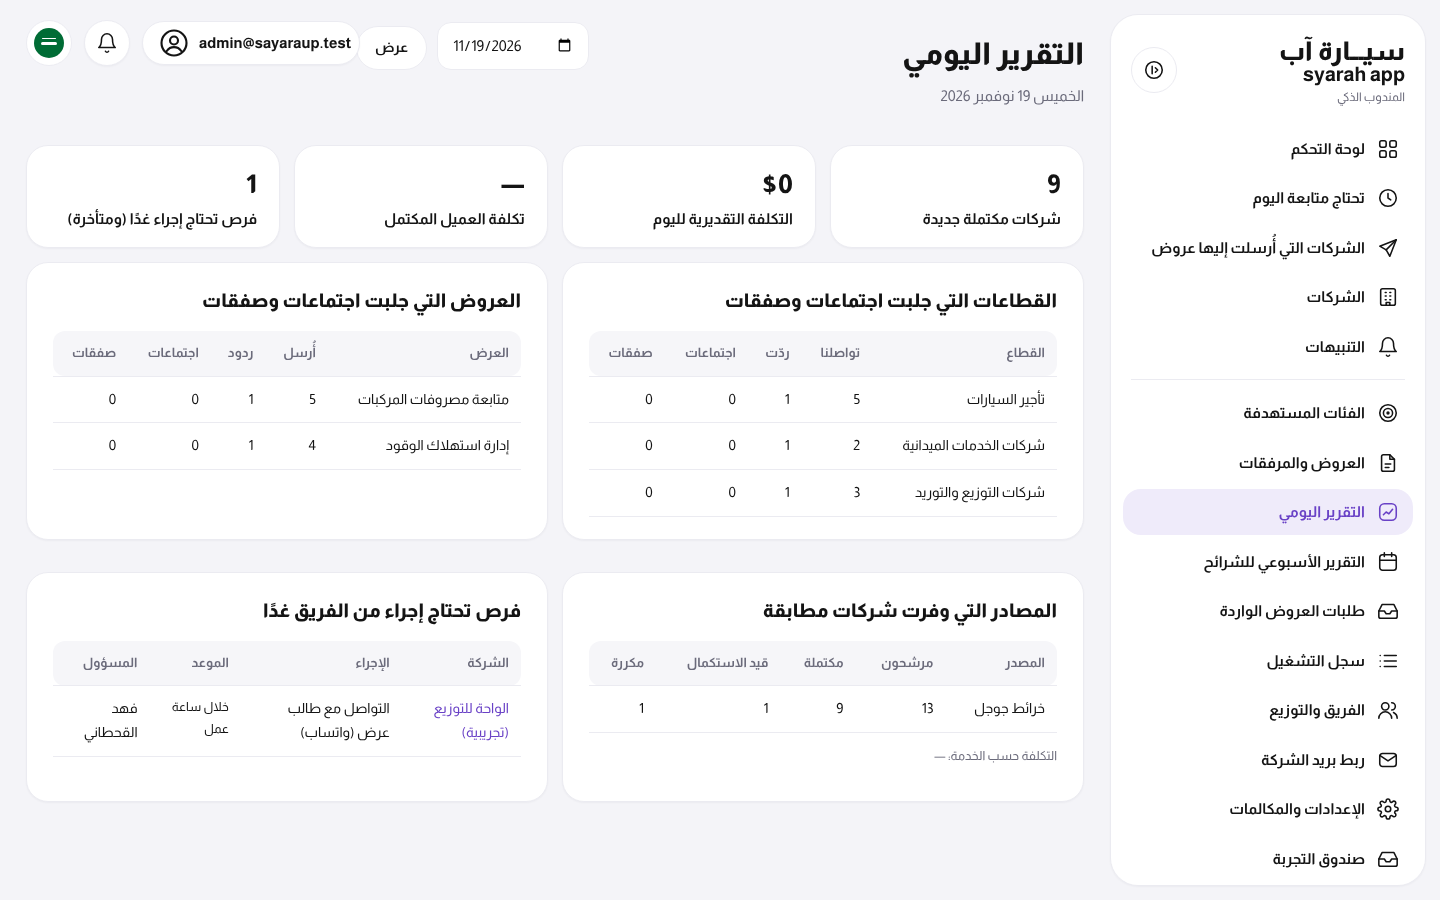 سيـارة آب
syarah app
المندوب الذكي
لوحة التحكم
تحتاج متابعة اليوم
الشركات التي أُرسلت إليها عروض
الشركات
التنبيهات
الفئات المستهدفة
العروض والمرفقات
التقرير اليومي
التقرير الأسبوعي للشرائح
طلبات العروض الواردة
سجل التشغيل
الفريق والتوزيع
ربط بريد الشركة
الإعدادات والمكالمات
صندوق التجربة
التقرير اليومي
الخميس 19 نوفمبر 2026
11/19/2026
عرض
admin@sayaraup.test
9
شركات مكتملة جديدة
$0
التكلفة التقديرية لليوم
—
تكلفة العميل المكتمل
1
فرص تحتاج إجراء غدًا (ومتأخرة)
القطاعات التي جلبت اجتماعات وصفقات
القطاع تواصلنا ردّت اجتماعات صفقات
تأجير السيارات 5 1 0 0
شركات الخدمات الميدانية 2 1 0 0
شركات التوزيع والتوريد 3 1 0 0
العروض التي جلبت اجتماعات وصفقات
العرض أُرسل ردود اجتماعات صفقات
متابعة مصروفات المركبات 5 1 0 0
إدارة استهلاك الوقود 4 1 0 0
المصادر التي وفرت شركات مطابقة
المصدر مرشحون مكتملة قيد الاستكمال مكررة
خرائط جوجل 13 9 1 1
التكلفة حسب الخدمة: —
فرص تحتاج إجراء من الفريق غدًا
الشركة الإجراء الموعد المسؤول
الواحة للتوزيع (تجريبية) التواصل مع طالب عرض (واتساب) خلال ساعة عمل فهد القحطاني